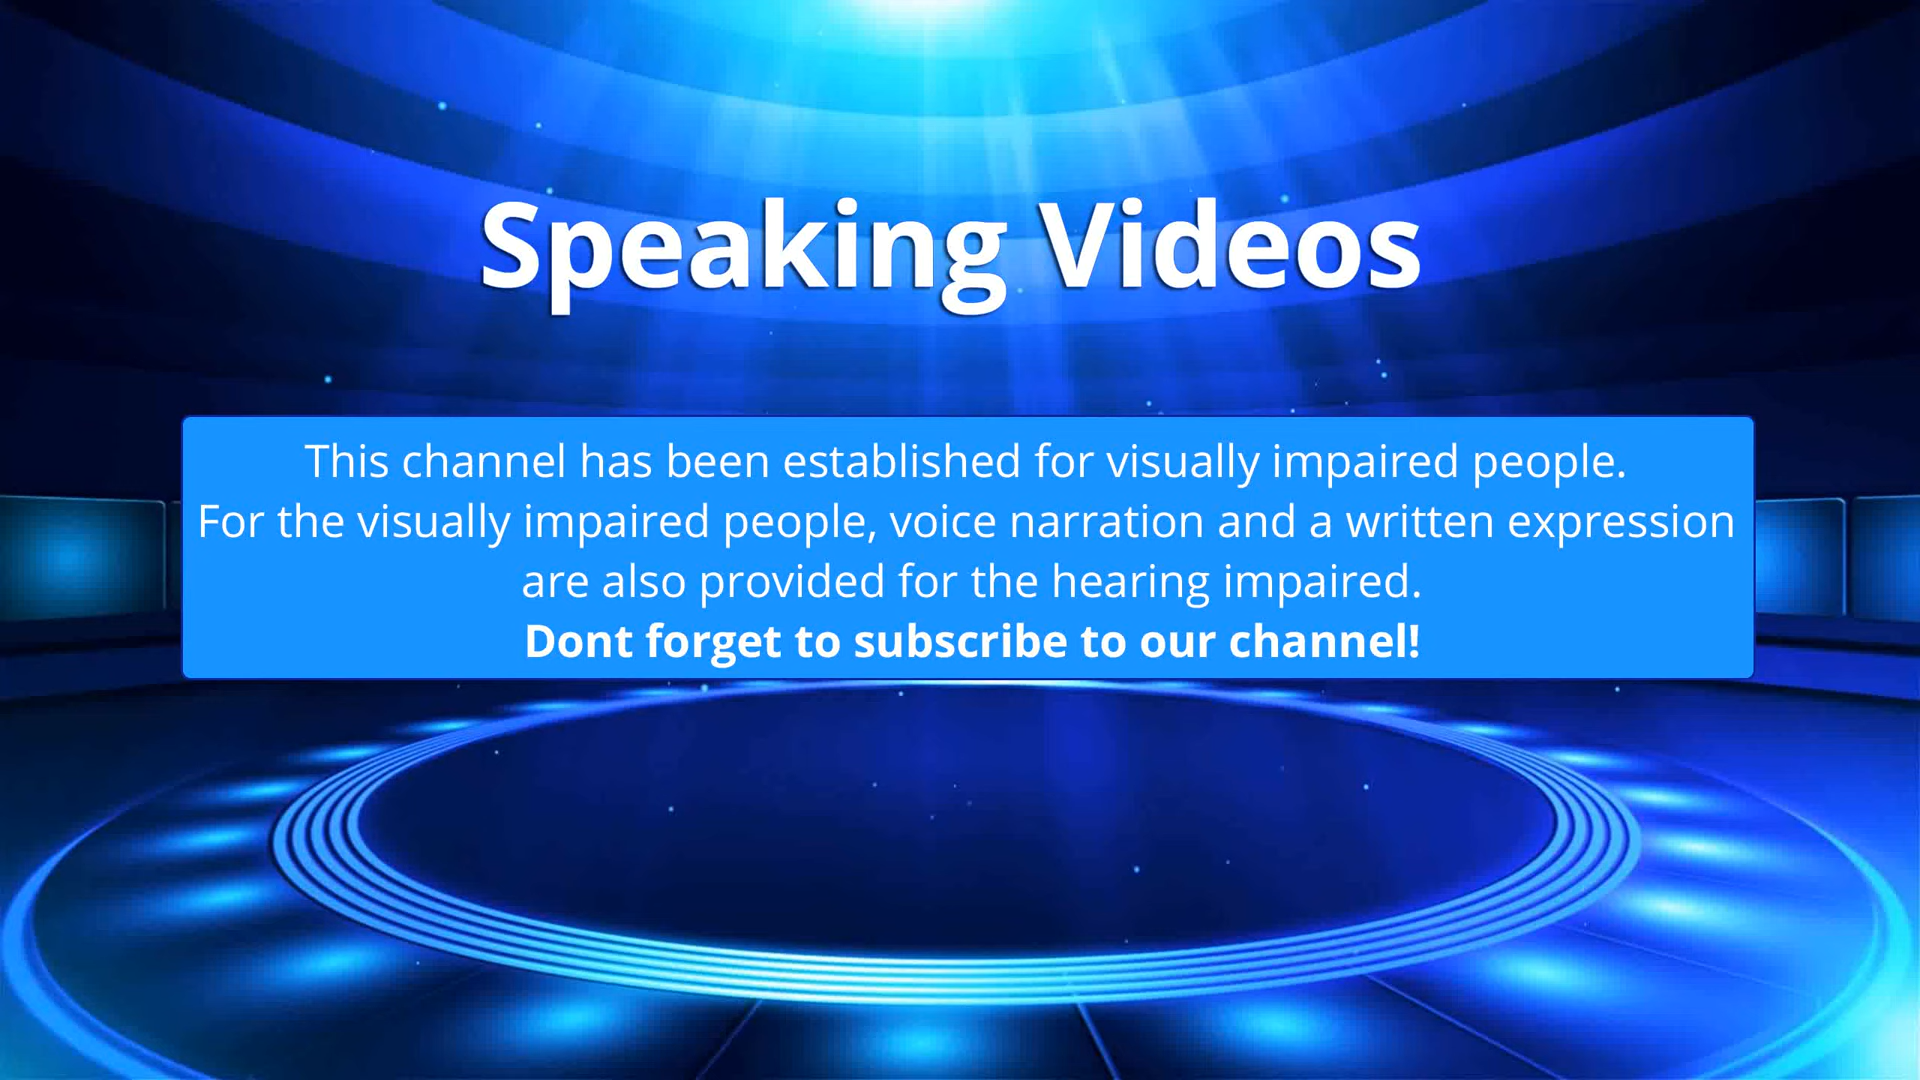 Speaking Videos
This channel has been established for visually impaired people.
For the visually impaired people, voice narration and a written expression
are also provided for the hearing impaired.
Dont forget to subscribe to our channel!